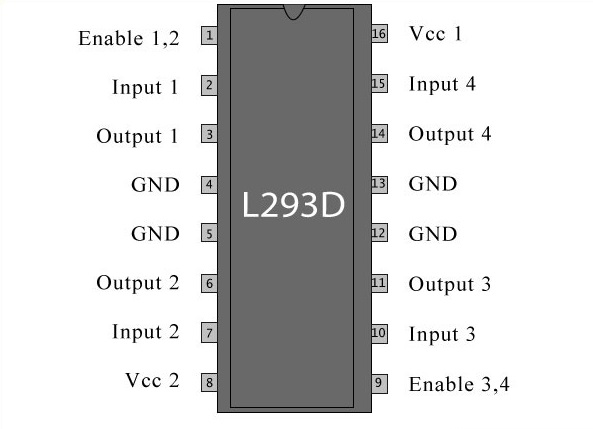 Enable 1,2 1 16 Vcc 1
Input 1 2 15 Input 4
Output 1 3 14 Output 4
GND 4 13 GND
L293D
GND 5 12 GND
Output 2 6 11 Output 3
Input 2 7 10 Input 3
Vcc 2 8 9 Enable 3,4